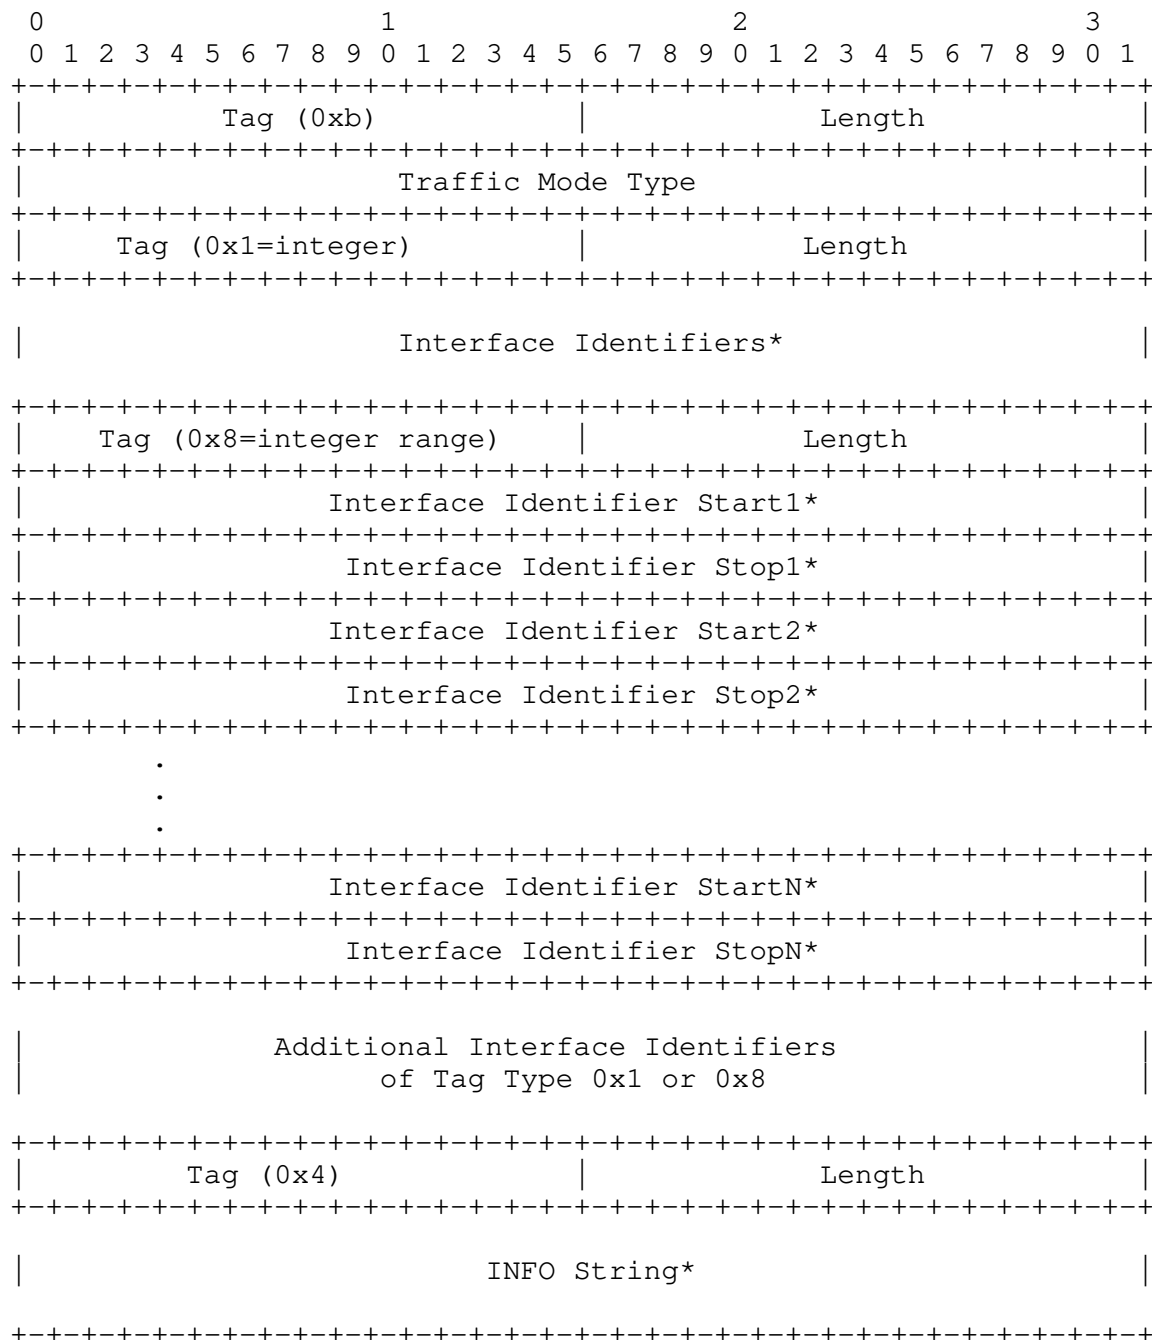 0                   1                   2                   3
 0 1 2 3 4 5 6 7 8 9 0 1 2 3 4 5 6 7 8 9 0 1 2 3 4 5 6 7 8 9 0 1
+-+-+-+-+-+-+-+-+-+-+-+-+-+-+-+-+-+-+-+-+-+-+-+-+-+-+-+-+-+-+-+-+
|           Tag (0xb)           |             Length            |
+-+-+-+-+-+-+-+-+-+-+-+-+-+-+-+-+-+-+-+-+-+-+-+-+-+-+-+-+-+-+-+-+
|                     Traffic Mode Type                         |
+-+-+-+-+-+-+-+-+-+-+-+-+-+-+-+-+-+-+-+-+-+-+-+-+-+-+-+-+-+-+-+-+
|     Tag (0x1=integer)         |            Length             |
+-+-+-+-+-+-+-+-+-+-+-+-+-+-+-+-+-+-+-+-+-+-+-+-+-+-+-+-+-+-+-+-+
|                     Interface Identifiers*                    |
+-+-+-+-+-+-+-+-+-+-+-+-+-+-+-+-+-+-+-+-+-+-+-+-+-+-+-+-+-+-+-+-+
|    Tag (0x8=integer range)    |            Length             |
+-+-+-+-+-+-+-+-+-+-+-+-+-+-+-+-+-+-+-+-+-+-+-+-+-+-+-+-+-+-+-+-+
|                 Interface Identifier Start1*                  |
+-+-+-+-+-+-+-+-+-+-+-+-+-+-+-+-+-+-+-+-+-+-+-+-+-+-+-+-+-+-+-+-+
|                  Interface Identifier Stop1*                  |
+-+-+-+-+-+-+-+-+-+-+-+-+-+-+-+-+-+-+-+-+-+-+-+-+-+-+-+-+-+-+-+-+
|                 Interface Identifier Start2*                  |
+-+-+-+-+-+-+-+-+-+-+-+-+-+-+-+-+-+-+-+-+-+-+-+-+-+-+-+-+-+-+-+-+
|                  Interface Identifier Stop2*                  |
+-+-+-+-+-+-+-+-+-+-+-+-+-+-+-+-+-+-+-+-+-+-+-+-+-+-+-+-+-+-+-+-+
        .
        .
        .
+-+-+-+-+-+-+-+-+-+-+-+-+-+-+-+-+-+-+-+-+-+-+-+-+-+-+-+-+-+-+-+-+
|                 Interface Identifier StartN*                  |
+-+-+-+-+-+-+-+-+-+-+-+-+-+-+-+-+-+-+-+-+-+-+-+-+-+-+-+-+-+-+-+-+
|                  Interface Identifier StopN*                  |
+-+-+-+-+-+-+-+-+-+-+-+-+-+-+-+-+-+-+-+-+-+-+-+-+-+-+-+-+-+-+-+-+
|              Additional Interface Identifiers                 |
|                    of Tag Type 0x1 or 0x8                     |
+-+-+-+-+-+-+-+-+-+-+-+-+-+-+-+-+-+-+-+-+-+-+-+-+-+-+-+-+-+-+-+-+
|         Tag (0x4)             |             Length            |
+-+-+-+-+-+-+-+-+-+-+-+-+-+-+-+-+-+-+-+-+-+-+-+-+-+-+-+-+-+-+-+-+
|                          INFO String*                         |
+-+-+-+-+-+-+-+-+-+-+-+-+-+-+-+-+-+-+-+-+-+-+-+-+-+-+-+-+-+-+-+-+